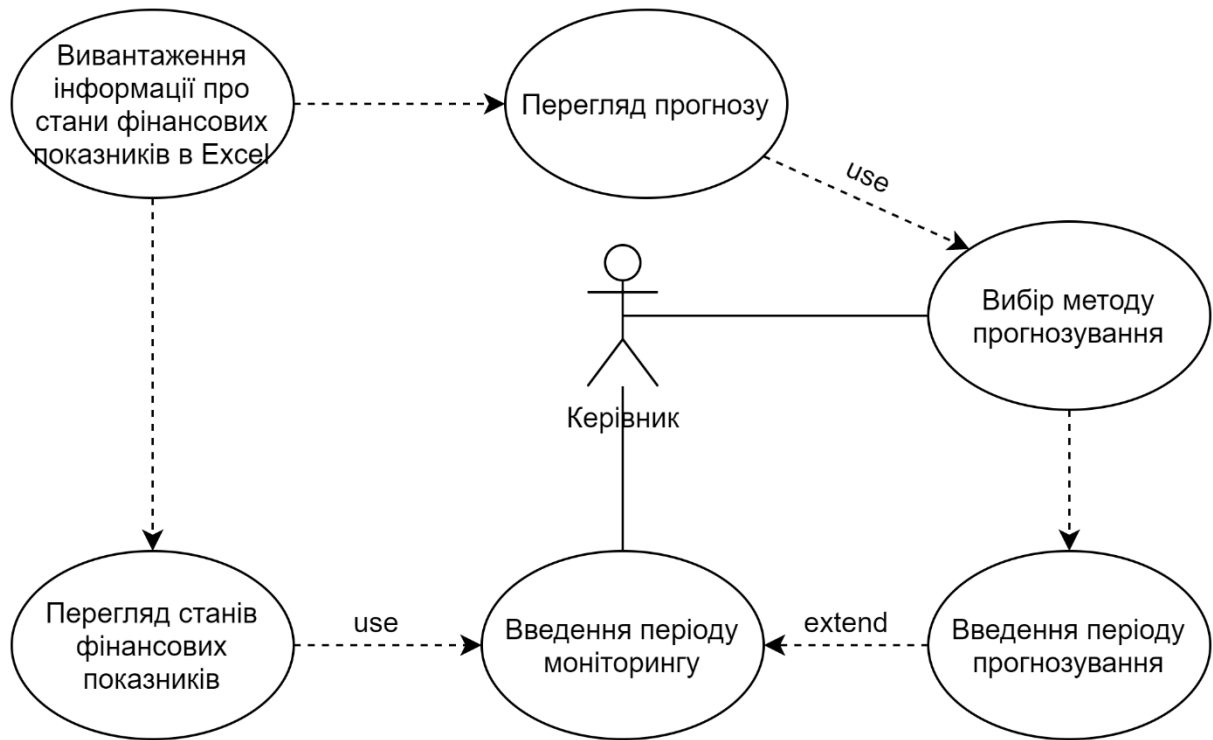 Вивантаження
інформації про
стани фінансових
показників в Excel
Перегляд прогнозу
use
Вибір методу
прогнозування
Керівник
Перегляд станів
фінансових
показників
use
Введення періоду
моніторингу
extend
Введення періоду
прогнозування